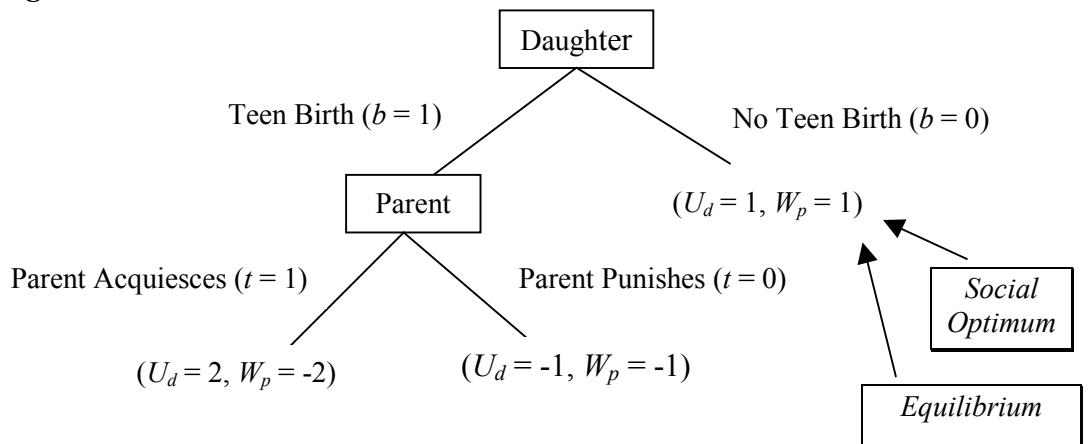 Daughter
Teen Birth (b = 1)
No Teen Birth (b = 0)
Parent
(U_d = 1, W_p = 1)
Parent Acquiesces (t = 1)
Parent Punishes (t = 0)
Social
Optimum
(U_d = 2, W_p = -2)
(U_d = -1, W_p = -1)
Equilibrium